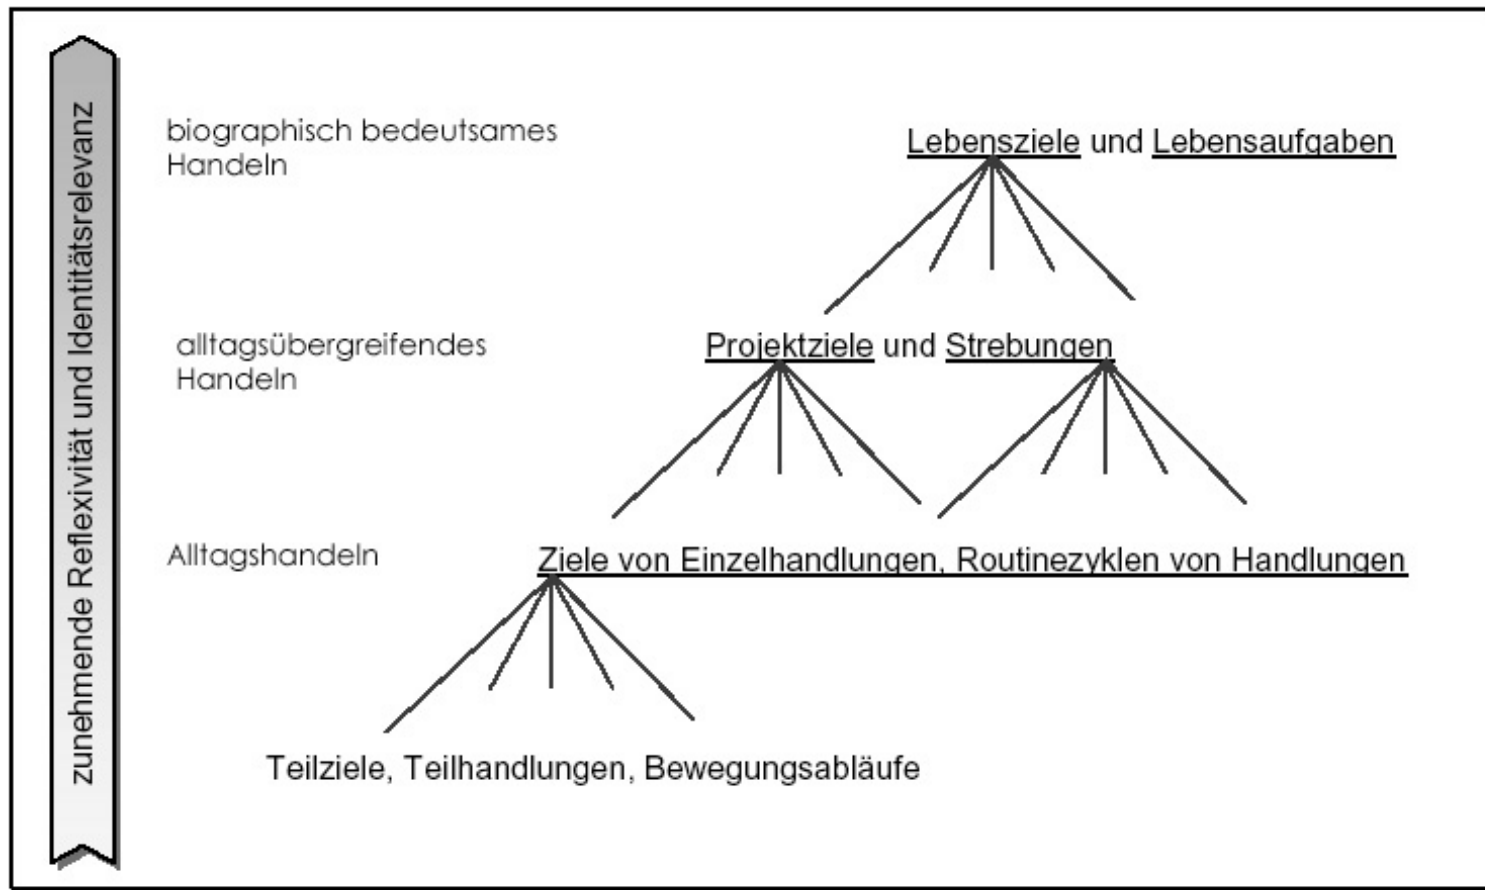 zunehmende Reflexivität und Identitätsrelevanz
biographisch bedeutsames
Handeln
Lebensziele und Lebensaufgaben
alltagsübergreifendes
Handeln
Projektziele und Strebungen
Alltagshandeln
Ziele von Einzelhandlungen, Routinezyklen von Handlungen
Teilziele, Teilhandlungen, Bewegungsabläufe